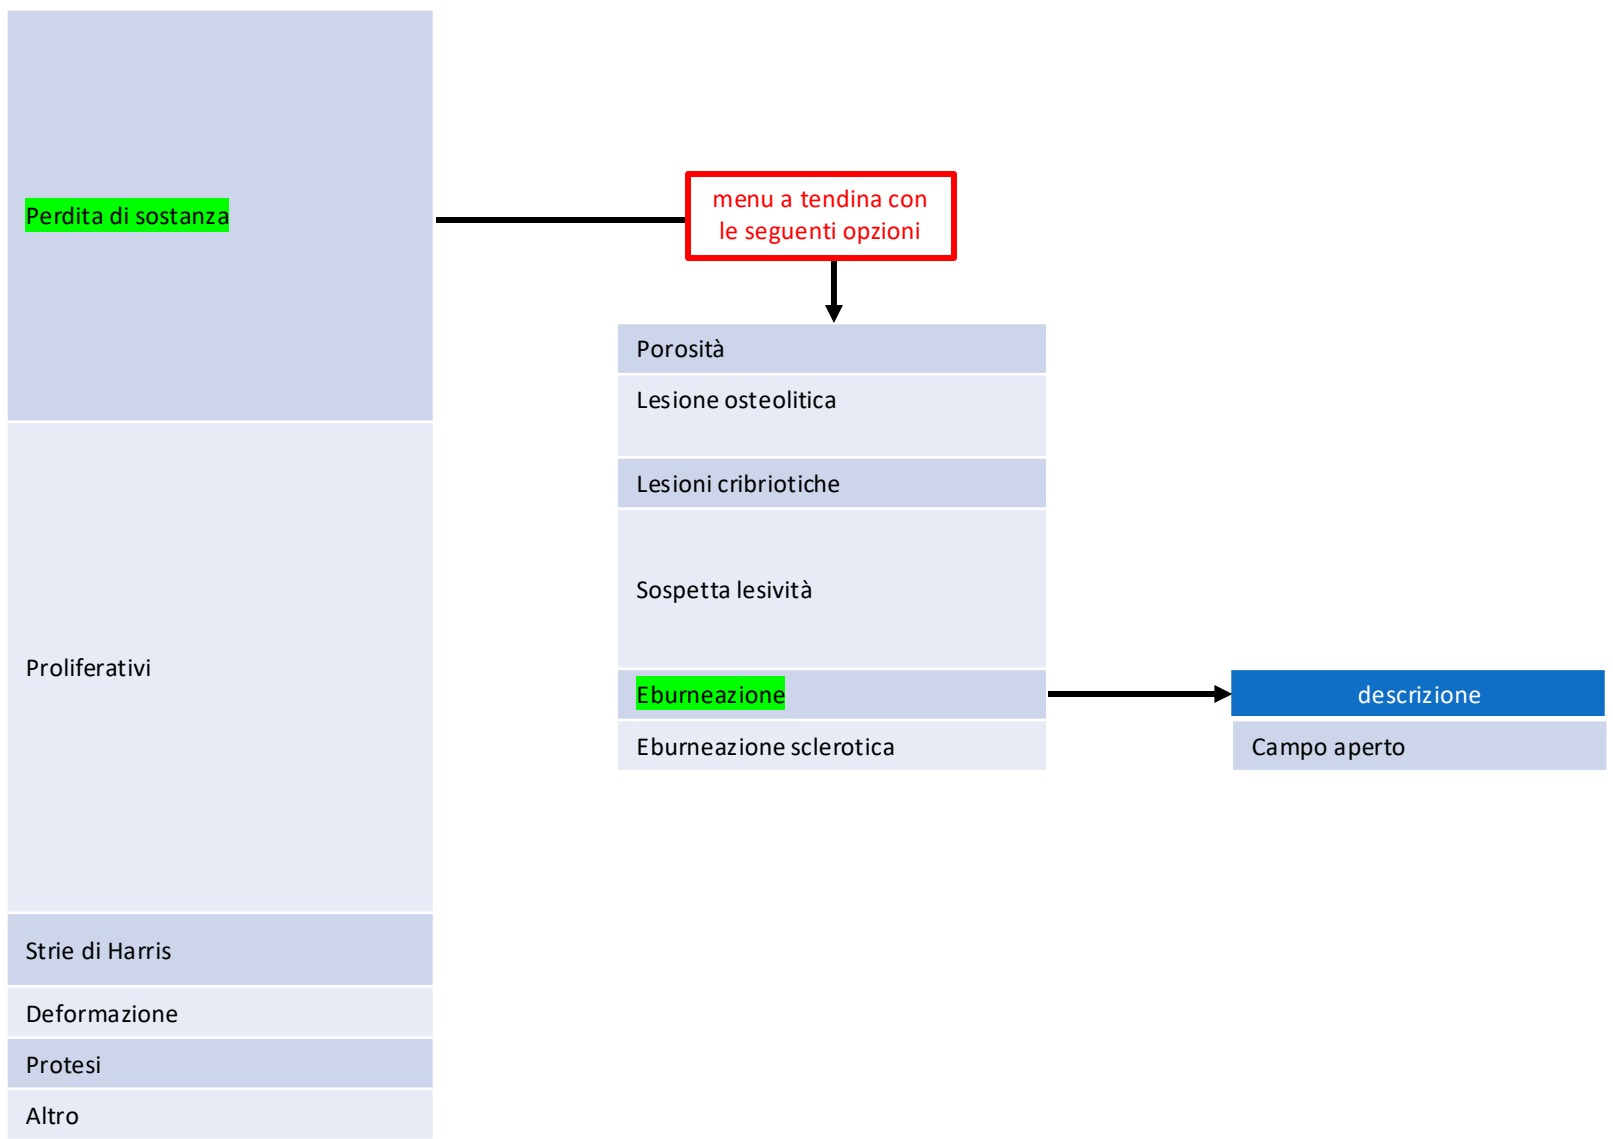 Perdita di sostanza
menu a tendina con
le seguenti opzioni
Porosità
Lesione osteolitica
Lesioni cribriotiche
Sospetta lesività
Proliferativi
Eburneazione
descrizione
Eburneazione sclerotica
Campo aperto
Strie di Harris
Deformazione
Protesi
Altro